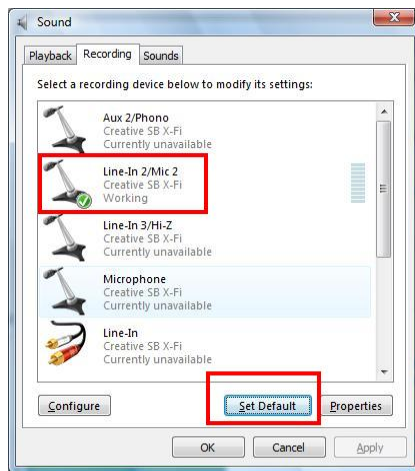 Sound
Playback Recording Sounds
Select a recording device below to modify its settings:
Aux 2/Phono
Creative SB X-Fi
Currently unavailable
Line-In 2/Mic 2
Creative SB X-Fi
Working
Line-In 3/Hi-Z
Creative SB X-Fi
Currently unavailable
Microphone
Creative SB X-Fi
Currently unavailable
Line-In
Creative SB X-Fi
Currently unavailable
Configure Set Default Properties
OK Cancel Apply